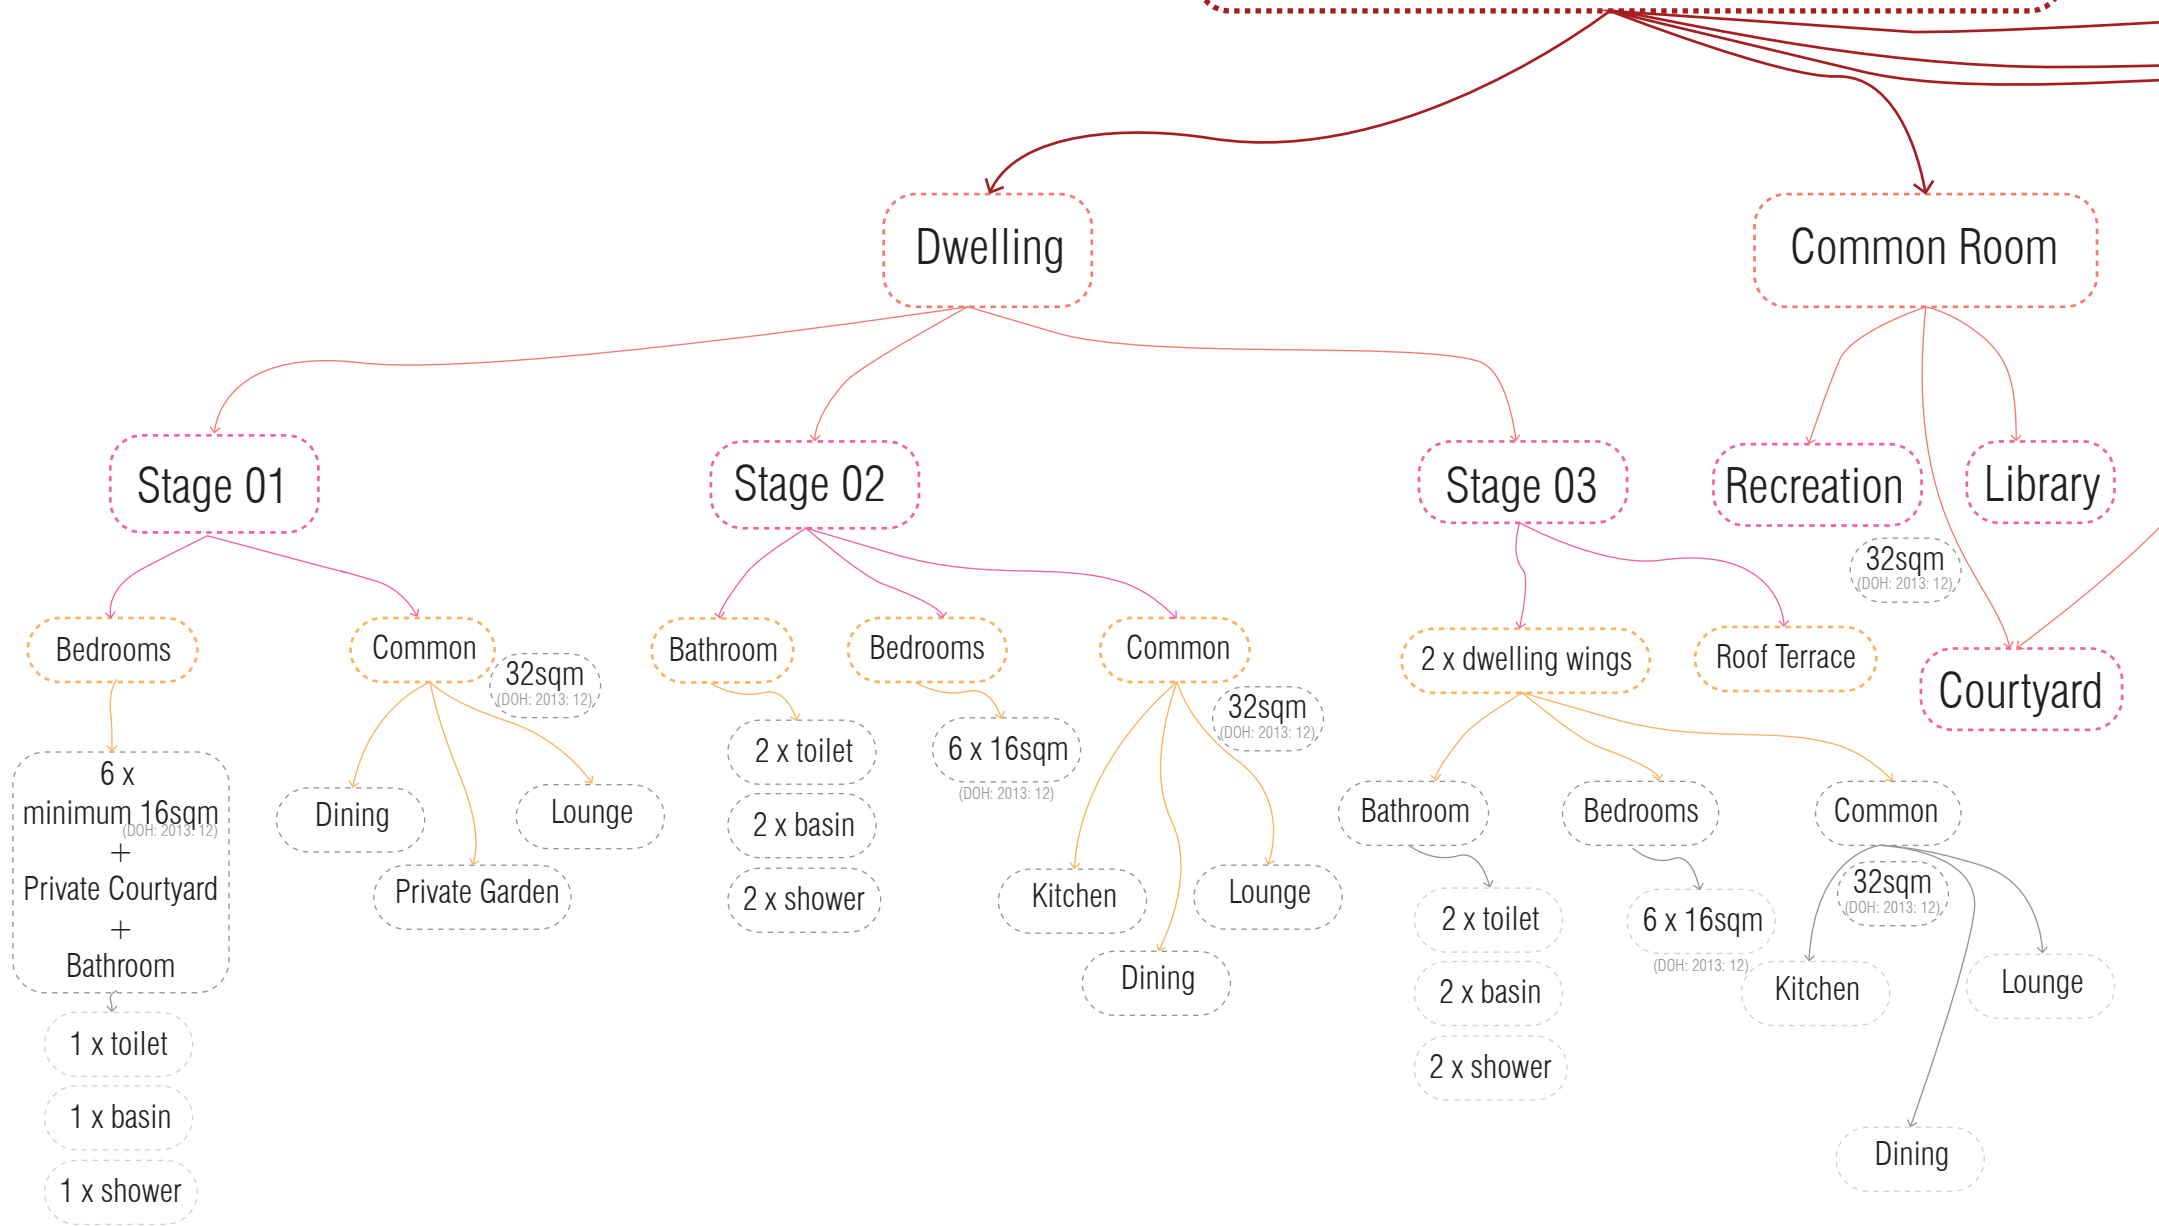 Dwelling
Common Room
Stage 01
Stage 02
Stage 03
Recreation
Library
32sqm
(DOH: 2013: 12)
Courtyard
Bedrooms
Common
32sqm
(DOH: 2013: 12)
6 x
minimum 16sqm
(DOH: 2013: 12)
+
Private Courtyard
+
Bathroom
1 x toilet
1 x basin
1 x shower
Dining
Private Garden
Lounge
Bathroom
Bedrooms
Common
32sqm
(DOH: 2013: 12)
2 x toilet
2 x basin
2 x shower
6 x 16sqm
(DOH: 2013: 12)
Kitchen
Dining
Lounge
2 x dwelling wings
Roof Terrace
Bathroom
Bedrooms
Common
32sqm
(DOH: 2013: 12)
2 x toilet
2 x basin
2 x shower
6 x 16sqm
(DOH: 2013: 12)
Kitchen
Lounge
Dining